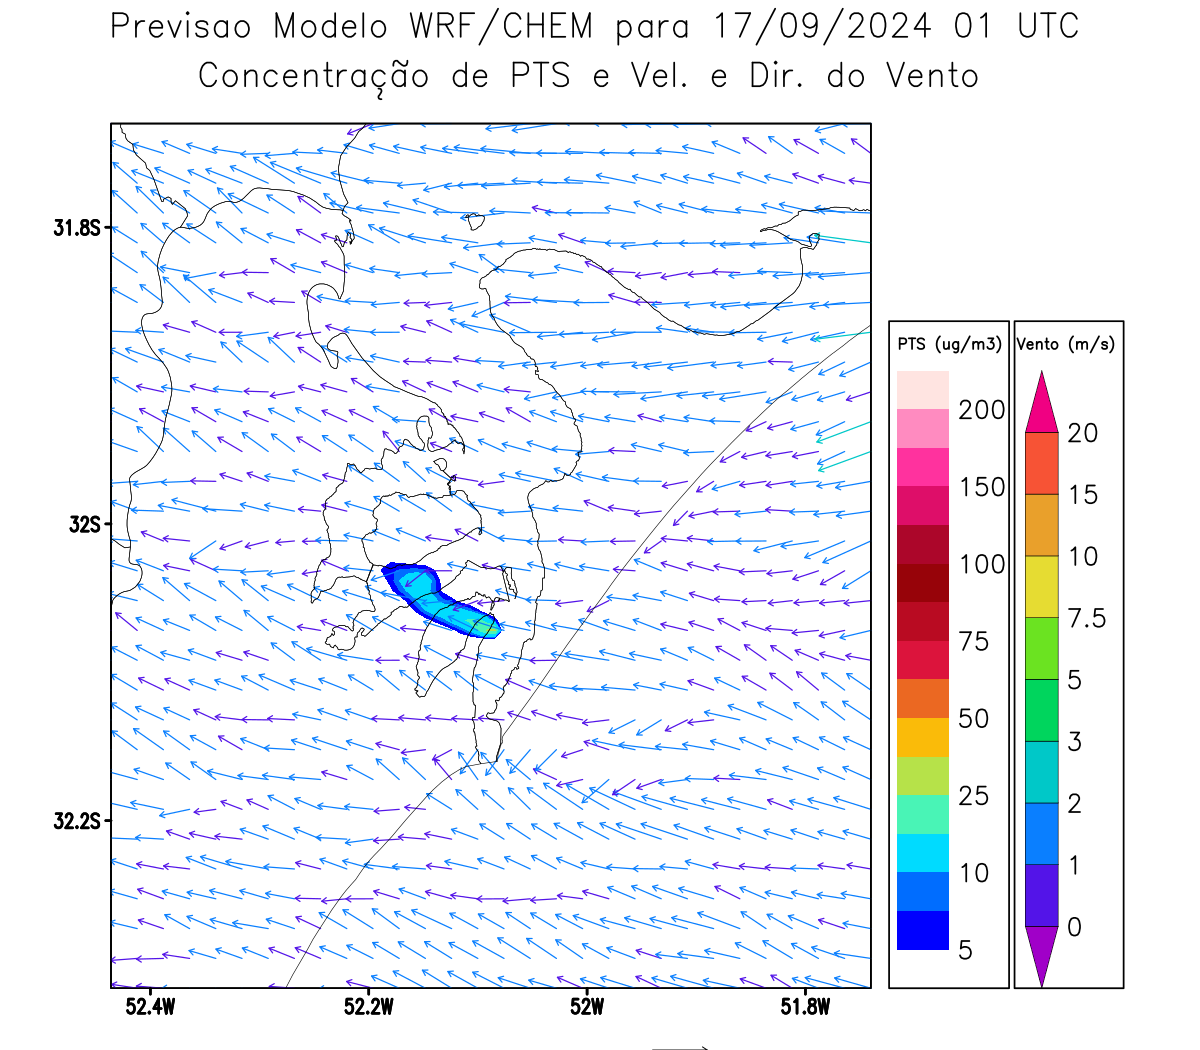 Previsao Modelo WRF/CHEM para 17/09/2024 01 UTC
Concentração de PTS e Vel. e Dir. do Vento
31.8S
32S
32.2S
52.4W 52.2W 52W 51.8W
PTS (ug/m3)
200
150
100
75
50
25
10
5
Vento (m/s)
20
15
10
7.5
5
3
2
1
0